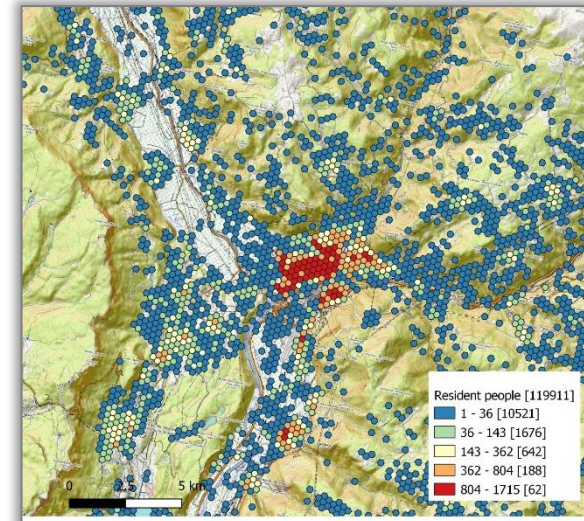 Resident people [119911]
1 - 36 [10521]
36 - 143 [1676]
143 - 362 [642]
362 - 804 [188]
804 - 1715 [62]
0 2.5 5 km